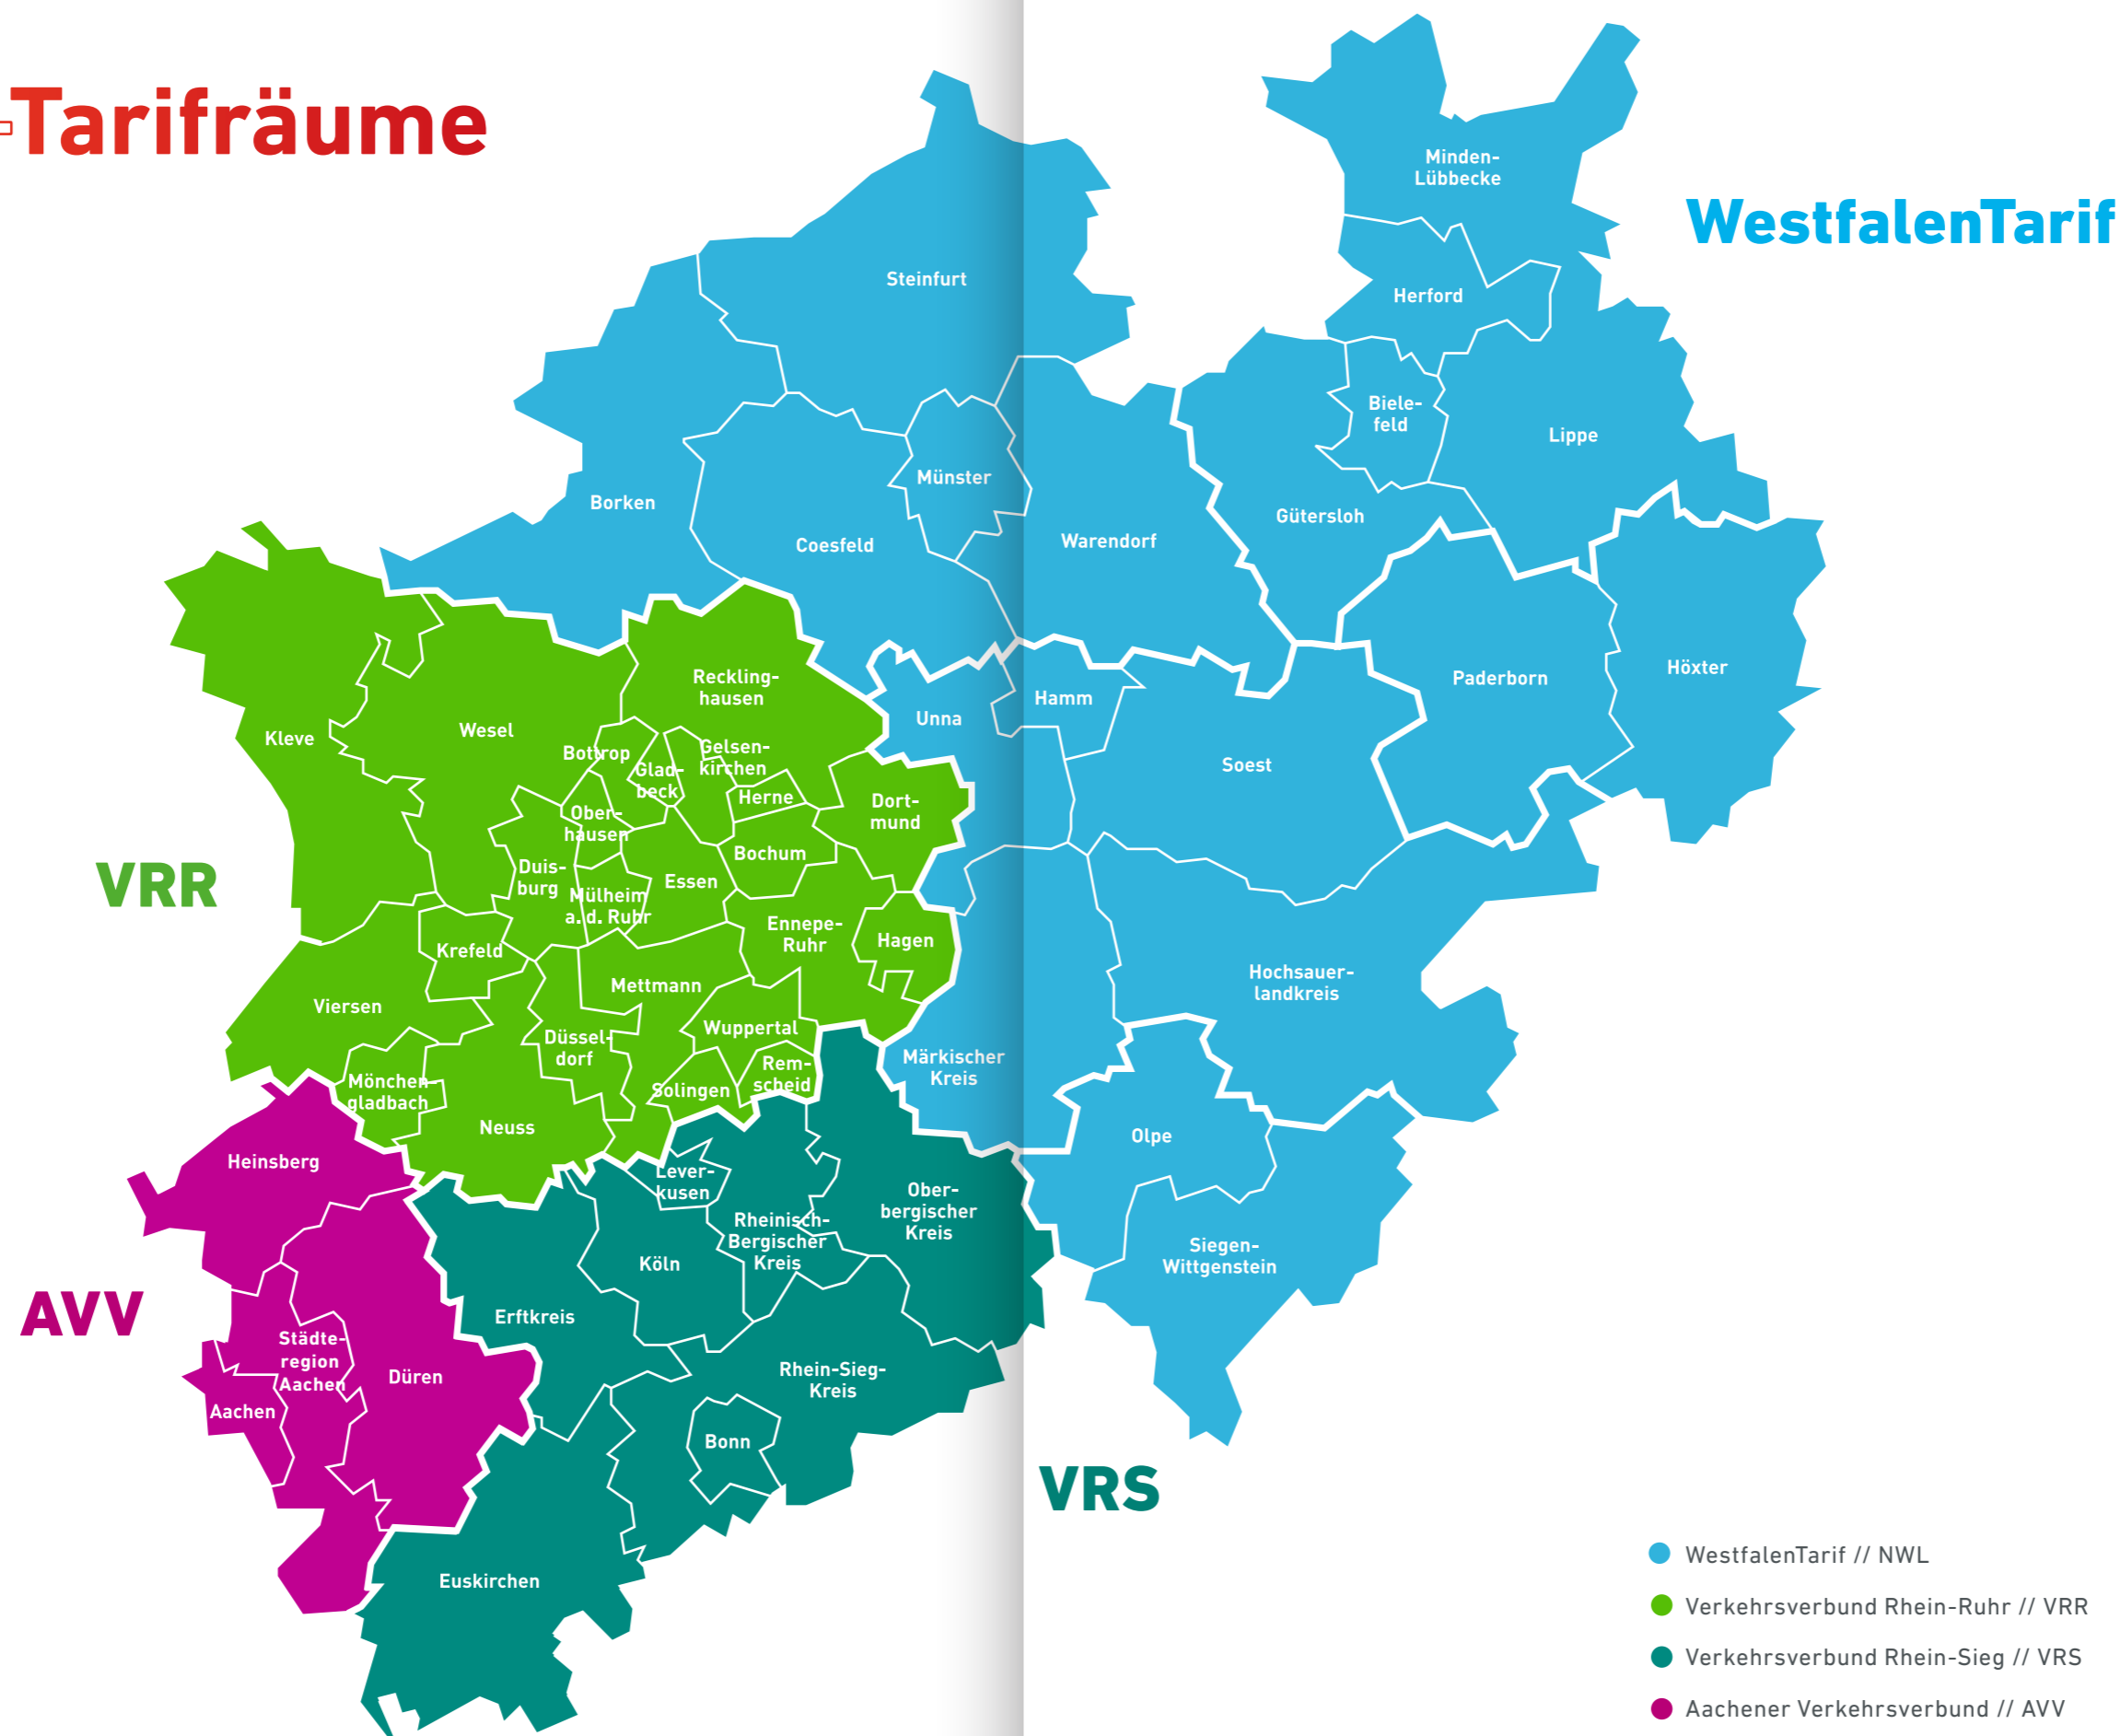 -Tarifräume
Minden-
Lübbecke
WestfalenTarif
Steinfurt
Herford
Biele-
feld
Lippe
Münster
Borken
Gütersloh
Coesfeld
Warendorf
Höxter
Reckling-
hausen
Paderborn
Hamm
Unna
Wesel
Kleve
Gelsen-
kirchen
Bottrop
Glad-
beck
Soest
Herne
Dort-
mund
Ober-
hausen
Bochum
VRR
Duis-
burg
Essen
Mülheim
a.d. Ruhr
Ennepe-
Ruhr
Hagen
Krefeld
Hochsauer-
landkreis
Mettmann
Viersen
Wuppertal
Düssel-
dorf
Märkischer
Kreis
Rem-
scheid
Mönchen-
gladbach
Solingen
Neuss
Olpe
Heinsberg
Lever-
kusen
Ober-
bergischer
Kreis
Rheinisch-
Bergischer
Kreis
Siegen-
Wittgenstein
Köln
AVV
Erftkreis
Städte-
region
Aachen
Düren
Rhein-Sieg-
Kreis
Aachen
Bonn
VRS
Euskirchen
WestfalenTarif // NWL
Verkehrsverbund Rhein-Ruhr // VRR
Verkehrsverbund Rhein-Sieg // VRS
Aachener Verkehrsverbund // AVV